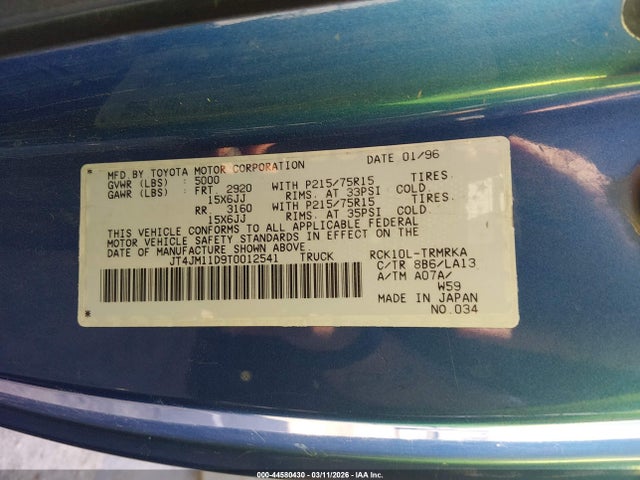 MFD BY TOYOTA MOTOR CORPORATION DATE 01/96
GVWR (LBS) : 5000
GAWR (LBS) : FRT. 2920 WITH P215/75R15 TIRES.
15X6JJ RIMS. AT 33PSI COLD.
RR. 3160 WITH P215/75R15 TIRES.
15X6JJ RIMS. AT 35PSI COLD.
THIS VEHICLE CONFORMS TO ALL APPLICABLE FEDERAL
MOTOR VEHICLE SAFETY STANDARDS IN EFFECT ON THE
DATE OF MANUFACTURE SHOWN ABOVE.
JT4JM11D9T0012541 TRUCK RCK10L-TRMRKA
C/TR 8B6/LA13
A/TM A07A/
W59
MADE IN JAPAN
NO.034
000-44580430 - 03/11/2026 - IAA Inc.